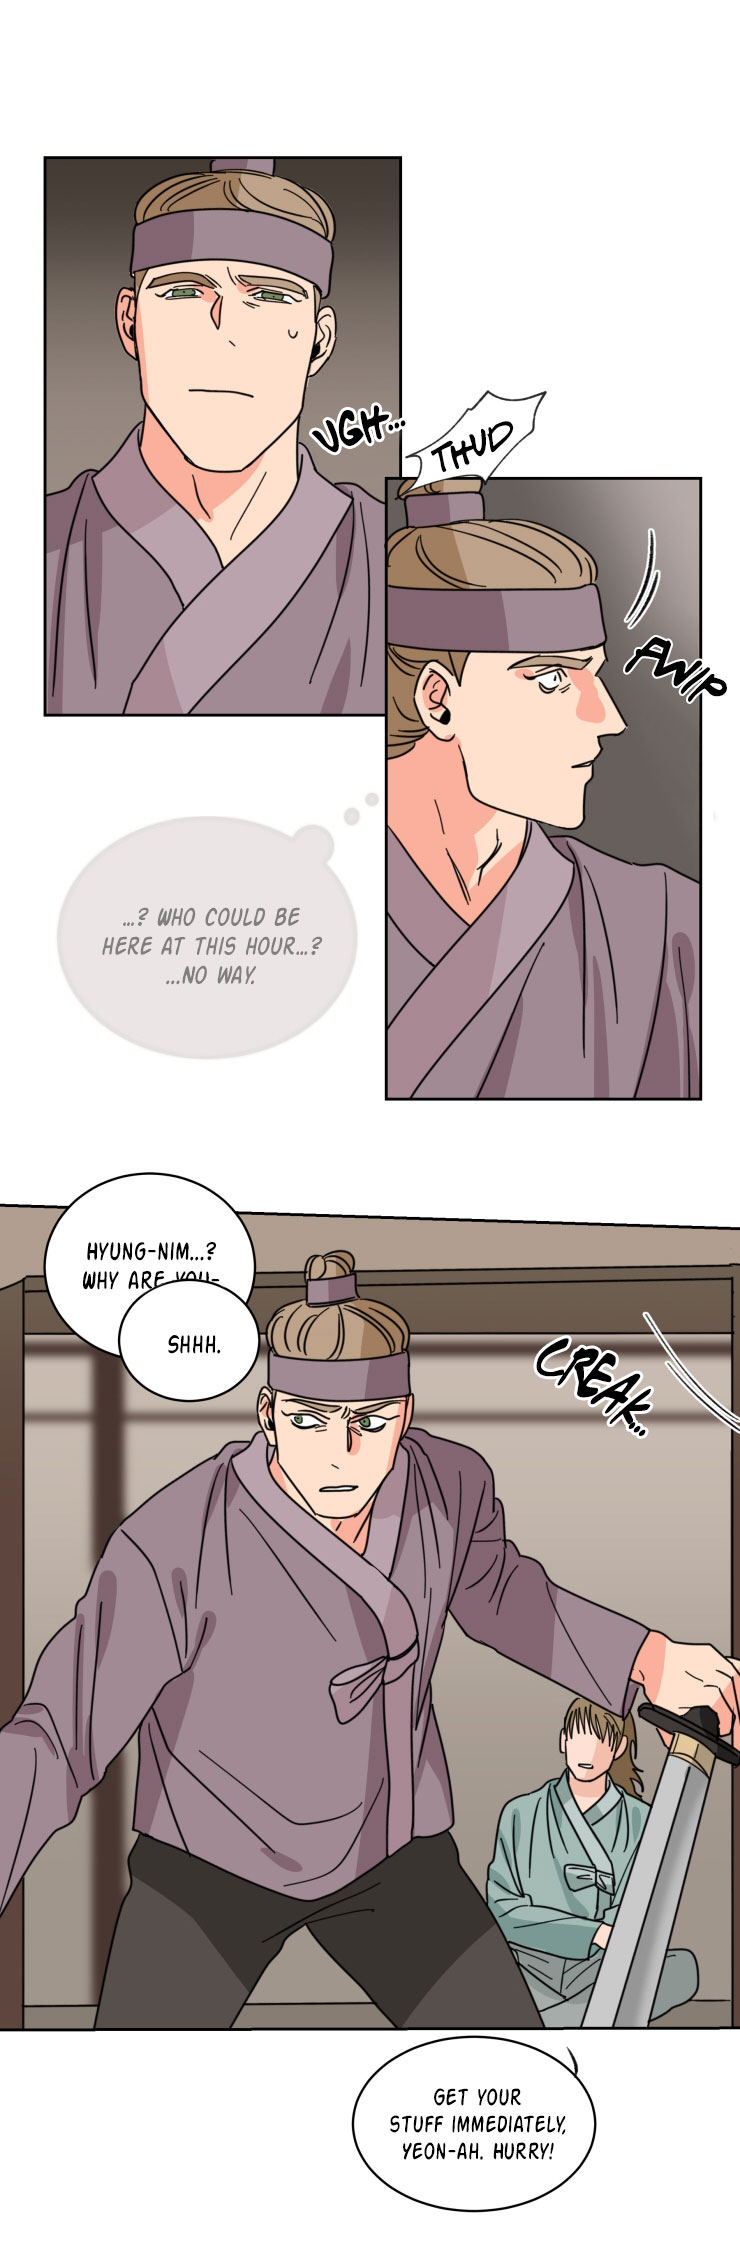 UGH...
THUD
FWIP
...? WHO COULD BE
HERE AT THIS HOUR...?
...NO WAY.
HYUNG-NIM...?
WHY ARE YOU-
SHHH.
CREAK...
GET YOUR
STUFF IMMEDIATELY,
YEON-AH. HURRY!